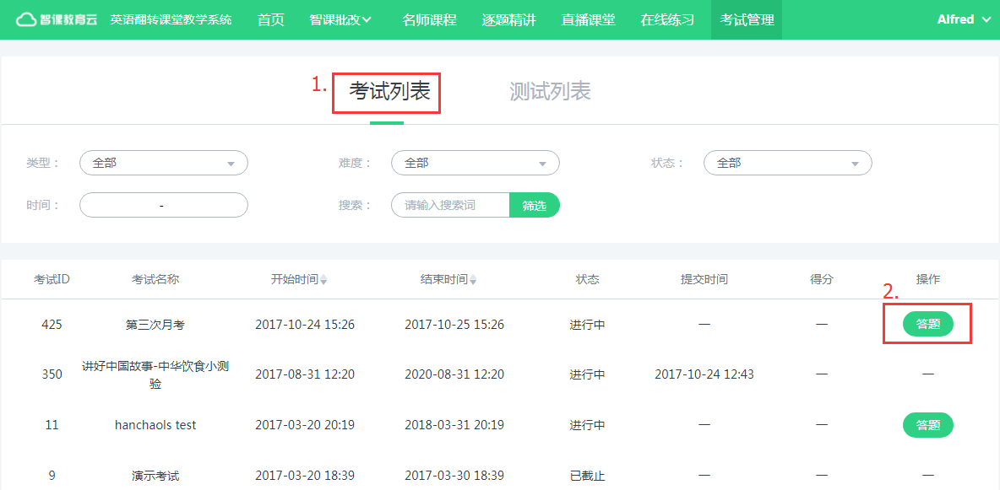 智课教育云 英语翻转课堂教学系统 首页 智课批改 名师课程 逐题精讲 直播课堂 在线练习 考试管理 Alfred
1. 考试列表 测试列表
类型： 全部 难度： 全部 状态： 全部
时间： - 搜索： 请输入搜索词 筛选
考试ID 考试名称 开始时间 结束时间 状态 提交时间 得分 操作
2.
425 第三次月考 2017-10-24 15:26 2017-10-25 15:26 进行中 — — 答题
350 讲好中国故事-中华饮食小测 2017-08-31 12:20 2020-08-31 12:20 进行中 2017-10-24 12:43 — —
验
11 hanchaols test 2017-03-20 20:19 2018-03-31 20:19 进行中 — — 答题
9 演示考试 2017-03-20 18:39 2017-03-30 18:39 已截止 — — —